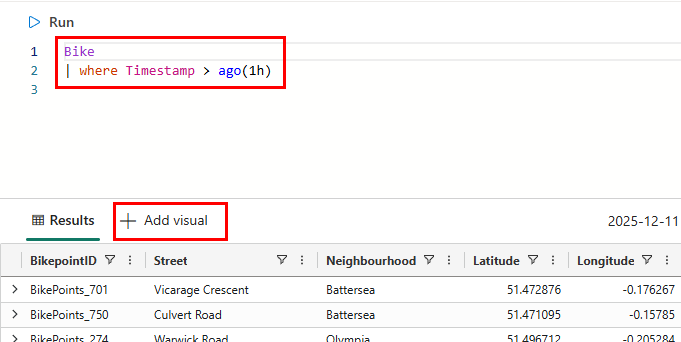 Run
1 Bike
2 | where Timestamp > ago(1h)
3
Results Add visual 2025-12-11
BikepointID Street Neighbourhood Latitude Longitude
BikePoints_701 Vicarage Crescent Battersea 51.472876 -0.176267
BikePoints_750 Culvert Road Battersea 51.471095 -0.15785
BikePoints_274 Warwick Road Olympia 51.496712 -0.205284